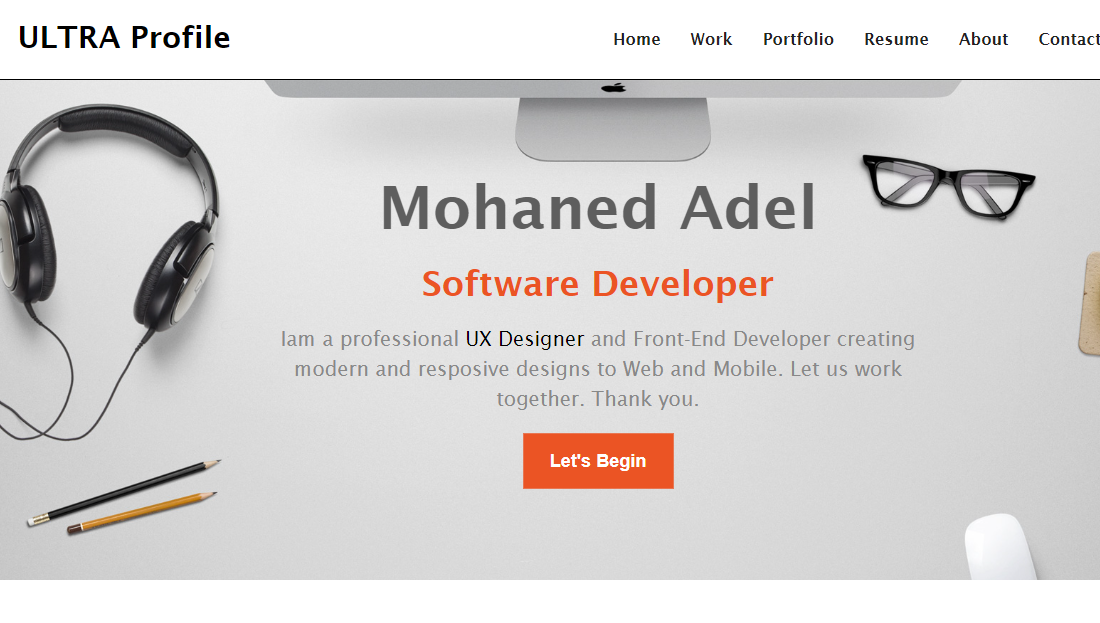 ULTRA Profile
Home Work Portfolio Resume About Contact
Mohaned Adel
Software Developer
Iam a professional UX Designer and Front-End Developer creating
modern and resposive designs to Web and Mobile. Let us work
together. Thank you.
Let's Begin